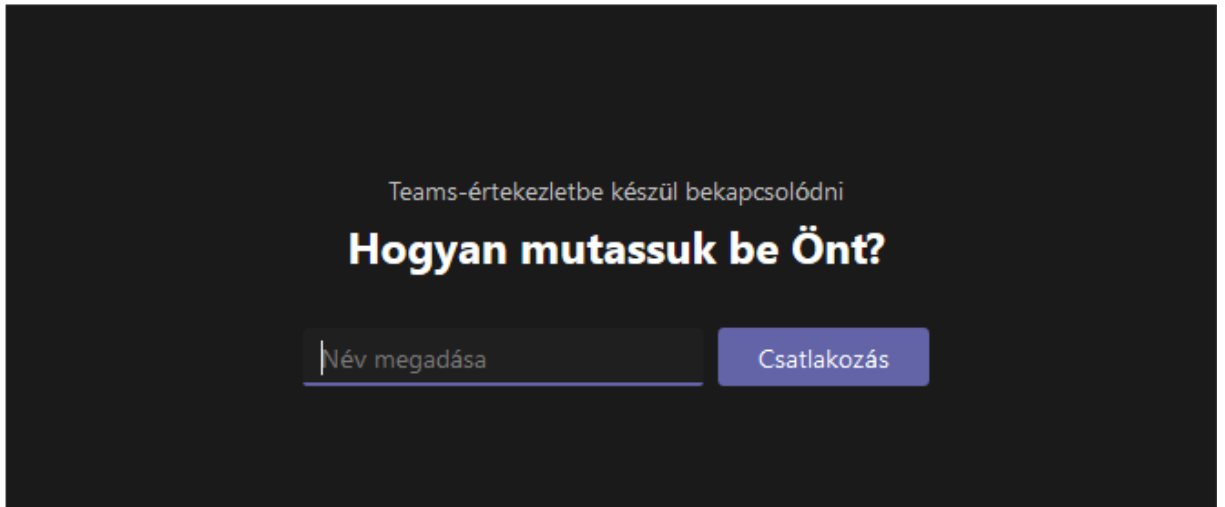 Teams-értekezletbe készül bekapcsolódni
Hogyan mutassuk be Önt?
Név megadása
Csatlakozás